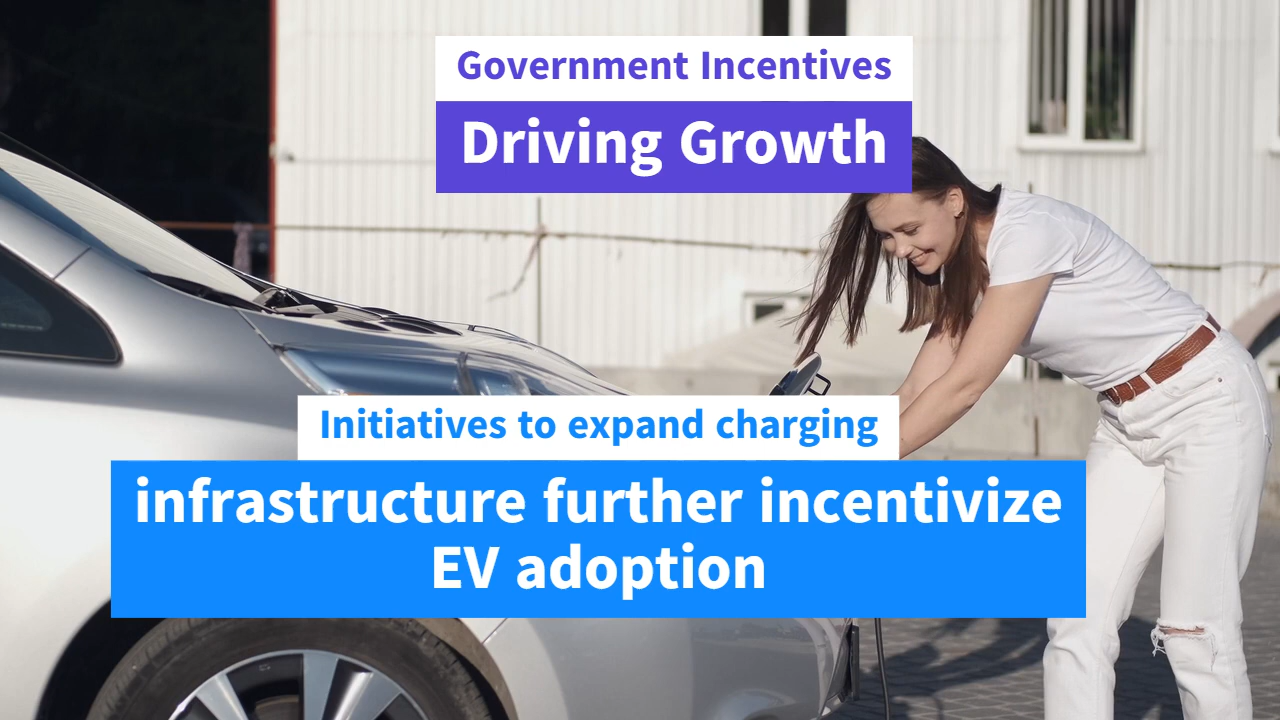 Government Incentives
Driving Growth
Initiatives to expand charging
infrastructure further incentivize
EV adoption